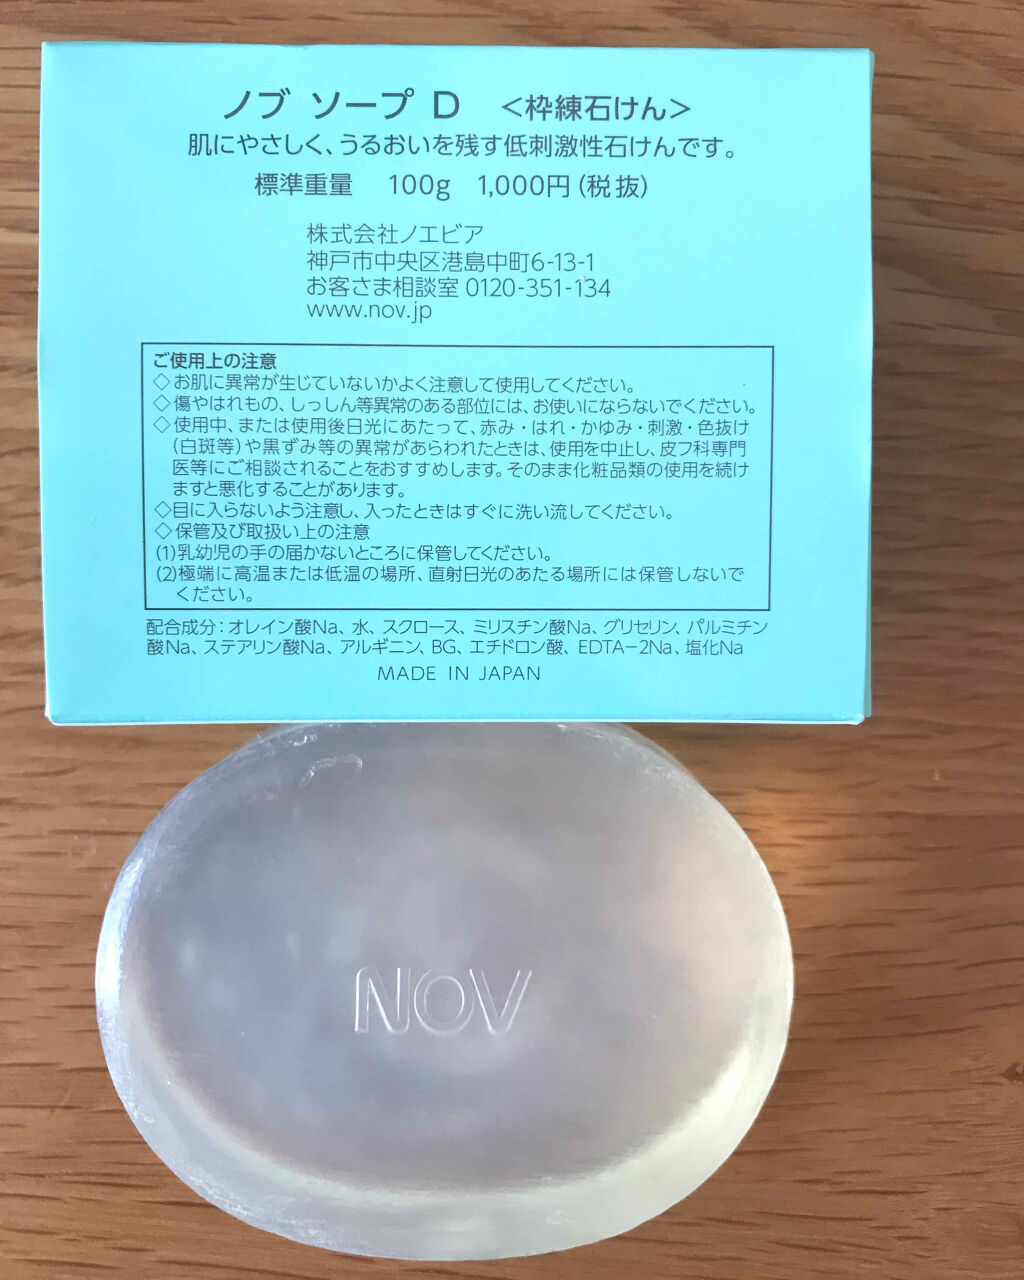 ノブ ソープ D <枠練石けん>
肌にやさしく、うるおいを残す低刺激性石けんです。
標準重量 100g 1,000円(税抜)
株式会社ノエビア
神戸市中央区港島中町6-13-1
お客さま相談室 0120-351-134
www.nov.jp
ご使用上の注意
◇お肌に異常が生じていないかよく注意して使用してください。
◇傷やはれもの、しっしん等異常のある部位には、お使いにならないでください。
◇使用中、または使用後日光にあたって、赤み・はれ・かゆみ・刺激・色抜け
(白斑等)や黒ずみ等の異常があらわれたときは、使用を中止し、皮フ科専門
医等にご相談されることをおすすめします。そのまま化粧品類の使用を続け
ますと悪化することがあります。
◇目に入らないよう注意し、入ったときはすぐに洗い流してください。
◇保管及び取扱い上の注意
(1)乳幼児の手の届かないところに保管してください。
(2)極端に高温または低温の場所、直射日光のあたる場所には保管しないで
ください。
配合成分:オレイン酸Na、水、スクロース、ミリスチン酸Na、グリセリン、パルミチン
酸Na、ステアリン酸Na、アルギニン、BG、エチドロン酸、EDTA−2Na、塩化Na
MADE IN JAPAN
NOV